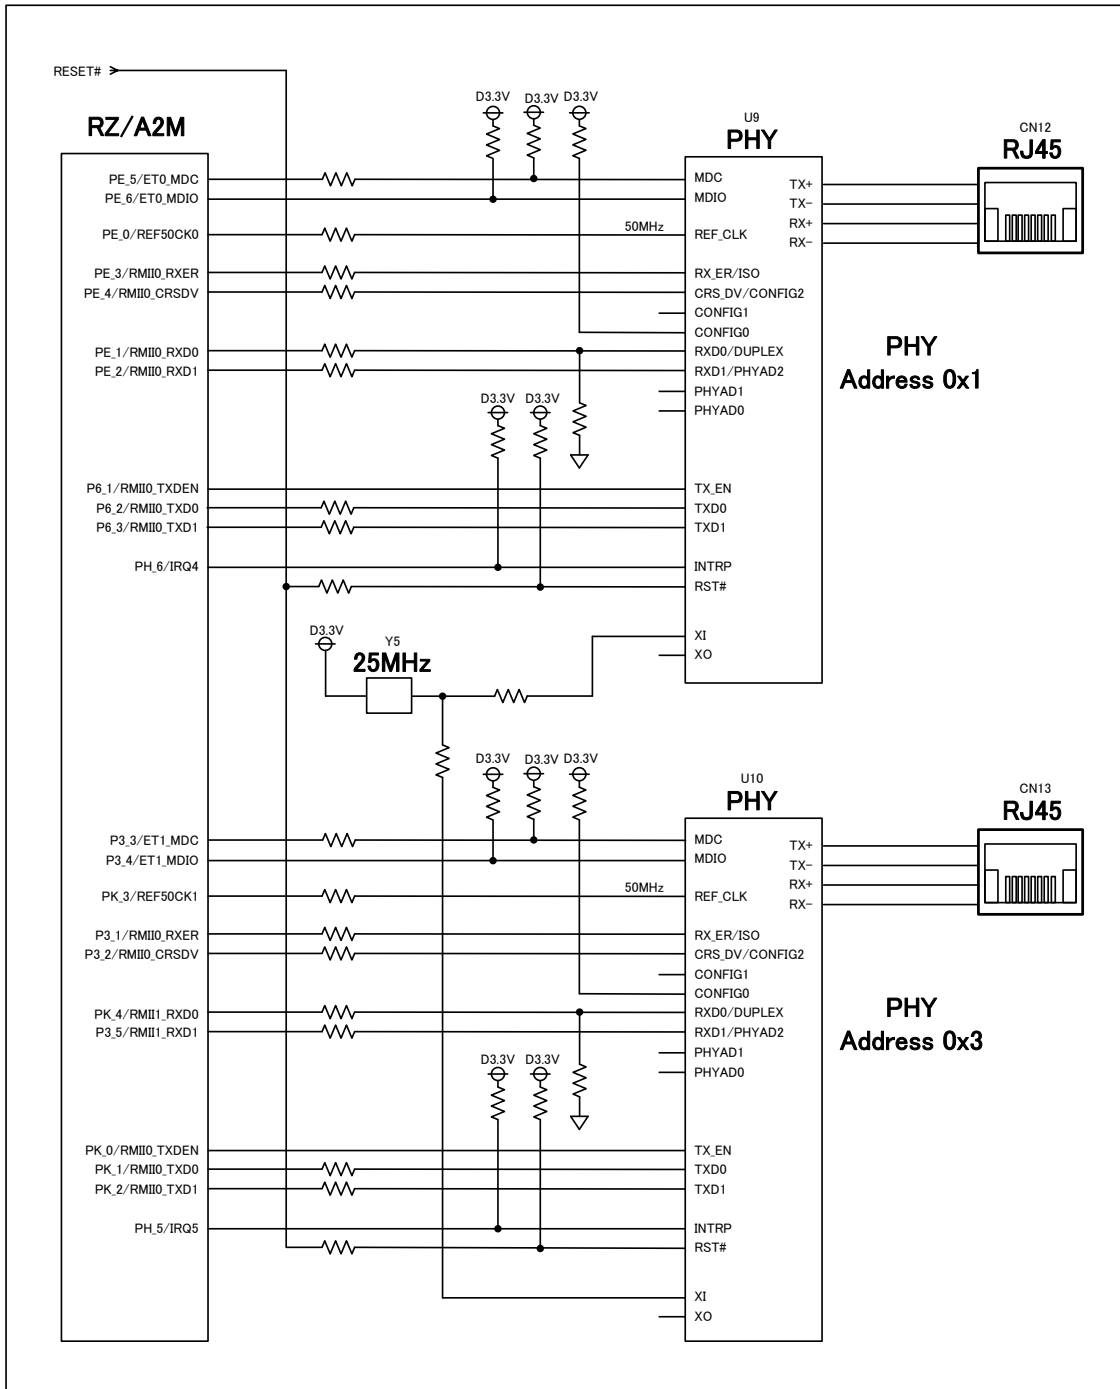 RESET#
RZ/A2M
D3.3V
D3.3V
D3.3V
U9
PHY
CN12
RJ45
PE_5/ET0_MDC
MDC
TX+
PE_6/ET0_MDIO
MDIO
TX-
RX+
PE_0/REF50CK0
50MHz
REF_CLK
RX-
PE_3/RMII0_RXER
RX_ER/ISO
PE_4/RMII0_CRSDV
CRS_DV/CONFIG2
CONFIG1
CONFIG0
PE_1/RMII0_RXD0
RXD0/DUPLEX
PE_2/RMII0_RXD1
RXD1/PHYAD2
PHYAD1
PHYAD0
PHY
Address 0x1
D3.3V
D3.3V
P6_1/RMII0_TXDEN
TX_EN
P6_2/RMII0_TXD0
TXD0
P6_3/RMII0_TXD1
TXD1
PH_6/IRQ4
INTRP
RST#
D3.3V
Y5
25MHz
XI
XO
D3.3V
D3.3V
D3.3V
U10
PHY
CN13
RJ45
P3_3/ET1_MDC
MDC
TX+
P3_4/ET1_MDIO
MDIO
TX-
RX+
PK_3/REF50CK1
50MHz
REF_CLK
RX-
P3_1/RMII0_RXER
RX_ER/ISO
P3_2/RMII0_CRSDV
CRS_DV/CONFIG2
CONFIG1
CONFIG0
PK_4/RMII1_RXD0
RXD0/DUPLEX
P3_5/RMII1_RXD1
RXD1/PHYAD2
PHYAD1
PHYAD0
PHY
Address 0x3
D3.3V
D3.3V
PK_0/RMII0_TXDEN
TX_EN
PK_1/RMII0_TXD0
TXD0
PK_2/RMII0_TXD1
TXD1
PH_5/IRQ5
INTRP
RST#
XI
XO